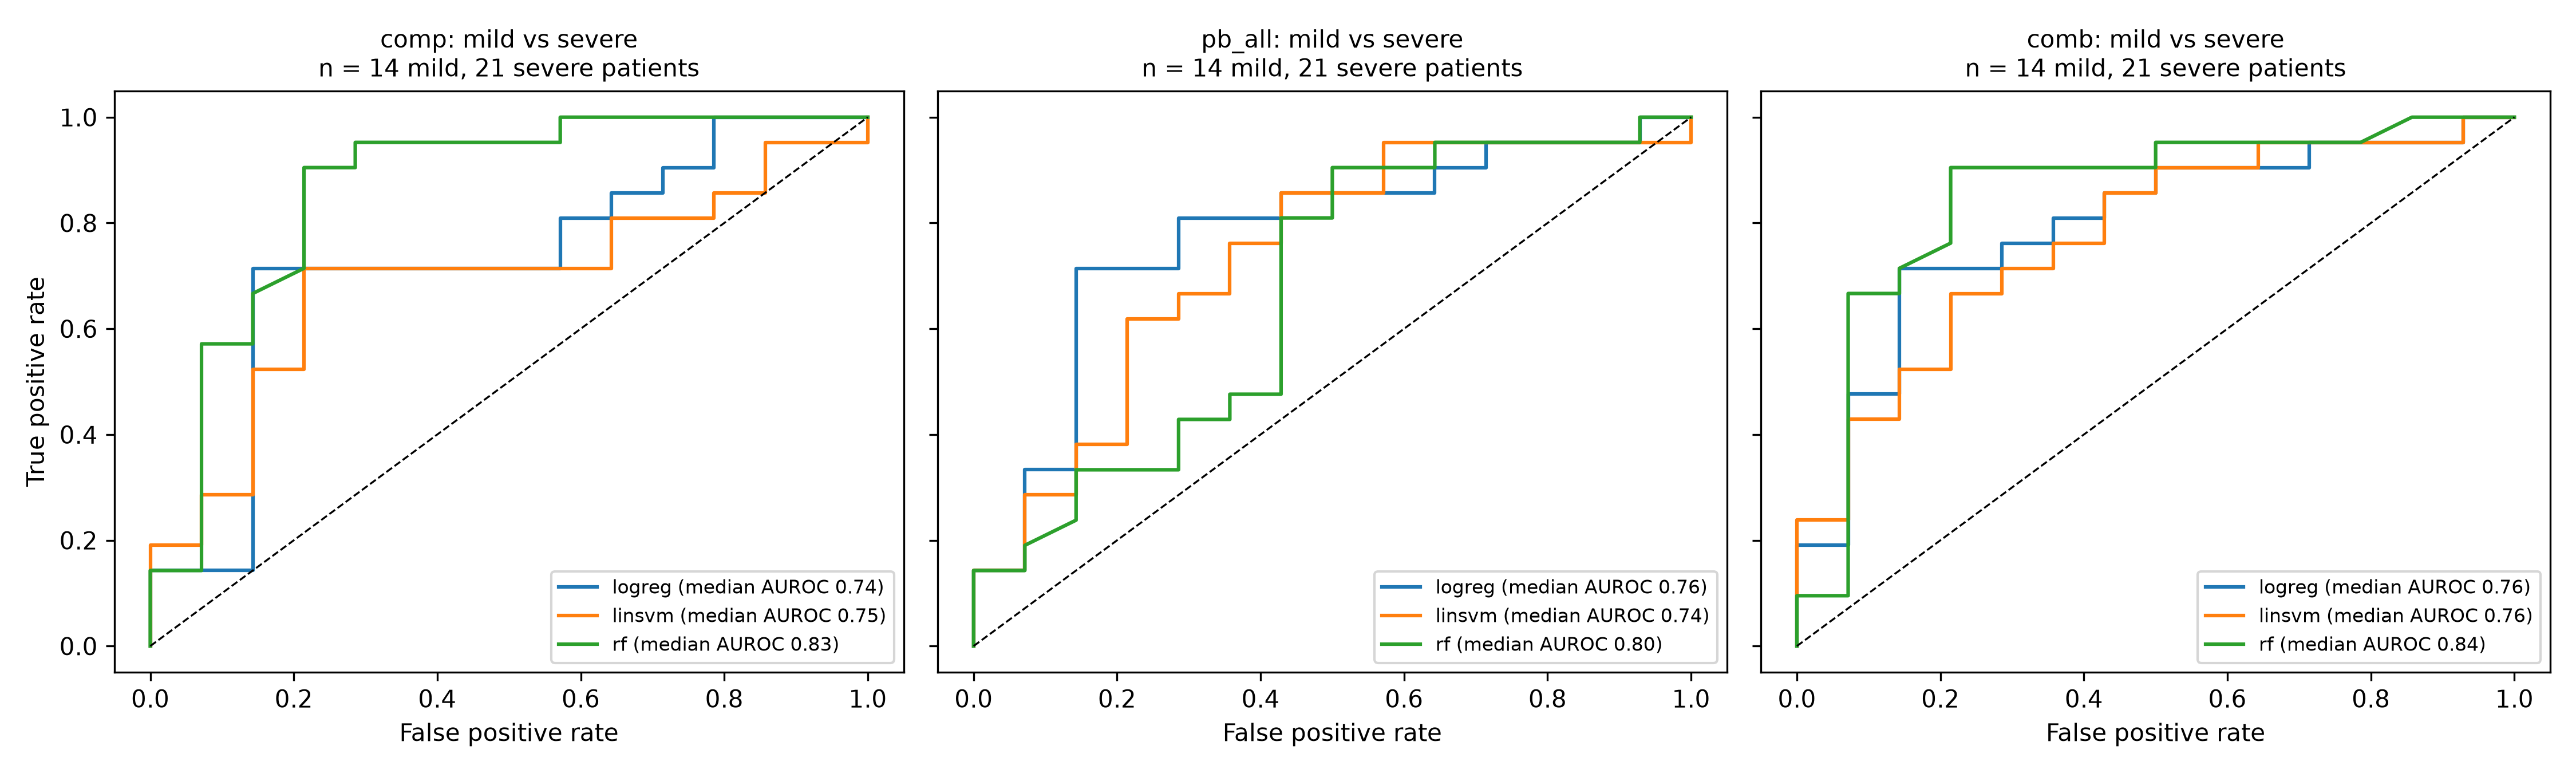 comp: mild vs severe
n = 14 mild, 21 severe patients
True positive rate
1.0
0.8
0.6
0.4
0.2
0.0
logreg (median AUROC 0.74)
linsvm (median AUROC 0.75)
rf (median AUROC 0.83)
0.0 0.2 0.4 0.6 0.8 1.0
False positive rate
pb_all: mild vs severe
n = 14 mild, 21 severe patients
logreg (median AUROC 0.76)
linsvm (median AUROC 0.74)
rf (median AUROC 0.80)
0.0 0.2 0.4 0.6 0.8 1.0
False positive rate
comb: mild vs severe
n = 14 mild, 21 severe patients
logreg (median AUROC 0.76)
linsvm (median AUROC 0.76)
rf (median AUROC 0.84)
0.0 0.2 0.4 0.6 0.8 1.0
False positive rate